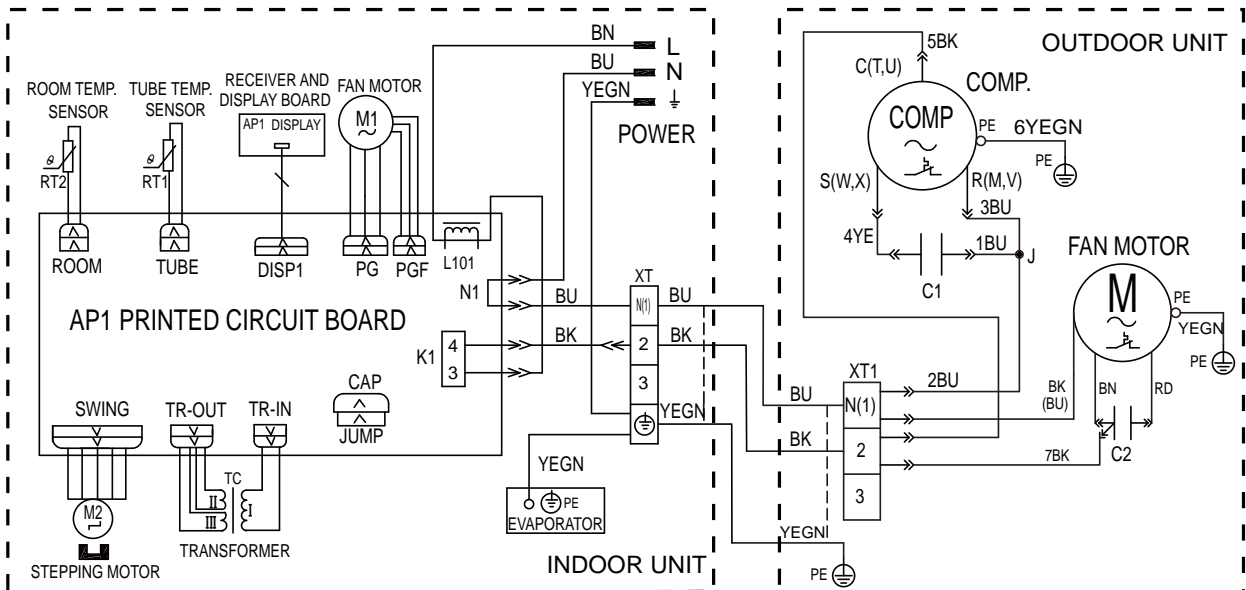 BN
L
BU
N
YEGN
POWER
ROOM TEMP.
SENSOR
TUBE TEMP.
SENSOR
RECEIVER AND
DISPLAY BOARD
AP1 DISPLAY
FAN MOTOR
M1
θ
RT2
θ
RT1
ROOM
TUBE
DISP1
PG
PGF
L101
N1
BU
XT
N(1)
BU
AP1 PRINTED CIRCUIT BOARD
K1
4
3
BK
2
BK
3
YEGN
CAP
JUMP
SWING
TR-OUT
TR-IN
M2
STEPPING MOTOR
TC
II
III
I
TRANSFORMER
YEGN
PE
EVAPORATOR
INDOOR UNIT
OUTDOOR UNIT
5BK
C(T,U)
COMP.
COMP
PE
6YEGN
PE
S(W,X)
R(M,V)
3BU
4YE
1BU
J
C1
FAN MOTOR
M
PE
YEGN
PE
XT1
BU
N(1)
2BU
BK
(BU)
BN
RD
BK
2
7BK
C2
3
YEGN
PE